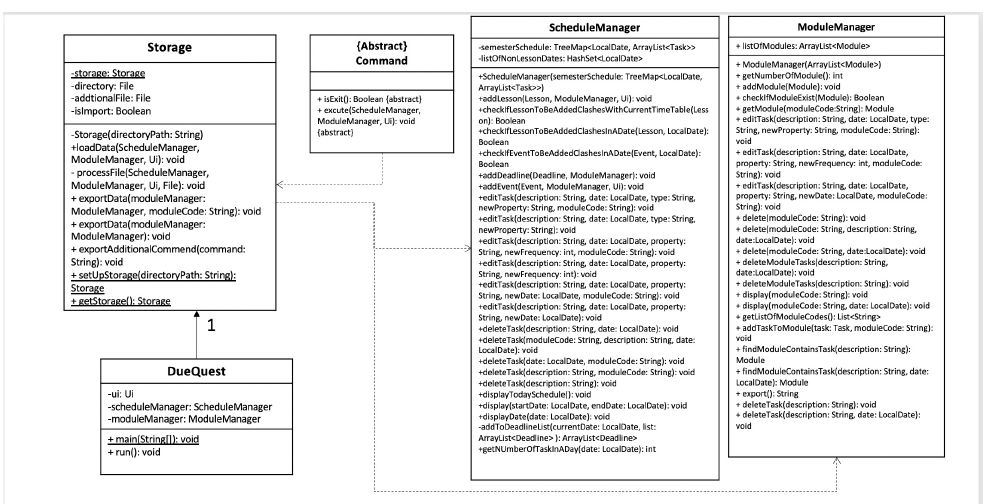 Storage
-storage: Storage
-directory: File
-addtionalFile: File
-isImport: Boolean
-Storage(directoryPath: String)
+loadData(ScheduleManager,
ModuleManager, Ui): void
- processFile(ScheduleManager,
ModuleManager, Ui, File): void
+ exportData(moduleManager:
ModuleManager, moduleCode: String): void
+ exportData(moduleManager:
ModuleManager): void
+ exportAdditionalCommend(command:
String): void
+ setUpStorage(directoryPath: String):
Storage
+ getStorage(): Storage
1
DueQuest
-ui: Ui
-scheduleManager: ScheduleManager
-moduleManager: ModuleManager
+ main(String[]): void
+ run(): void
{Abstract}
Command
+ isExit(): Boolean {abstract}
+ excute(ScheduleManager,
ModuleManager, Ui): void
{abstract}
ScheduleManager
-semesterSchedule: TreeMap<LocalDate, ArrayList<Task>>
-listOfNonLessonDates: HashSet<LocalDate>
+ScheduleManager(semesterSchedule: TreeMap<LocalDate,
ArrayList<Task>>)
+addLesson(Lesson, ModuleManager, Ui): void
+checkIfLessonToBeAddedClashesWithCurrentTimeTable(Les
son): Boolean
+checkIfLessonToBeAddedClashesInADate(Lesson, LocalDate):
Boolean
+checkIfEventToBeAddedClashesInADate(Event, LocalDate):
Boolean
+addDeadline(Deadline, ModuleManager): void
+addEvent(Event, ModuleManager, Ui): void
+editTask(description: String, date: LocalDate, type: String,
newProperty: String, moduleCode: String): void
+editTask(description: String, date: LocalDate, type: String,
newProperty: String): void
+editTask(description: String, date: LocalDate, property:
String, newFrequency: int, moduleCode: String): void
+editTask(description: String, date: LocalDate, property:
String, newFrequency: int): void
+editTask(description: String, date: LocalDate, property:
String, newDate: LocalDate, moduleCode: String): void
+editTask(description: String, date: LocalDate, property:
String, newDate: LocalDate): void
+deleteTask(description: String, date: LocalDate): void
+deleteTask(moduleCode: String, description: String, date:
LocalDate): void
+deleteTask(date: LocalDate, moduleCode: String): void
+deleteTask(description: String, moduleCode: String): void
+deleteTask(description: String): void
+displayTodaySchedule(): void
+display(startDate: LocalDate, endDate: LocalDate): void
+displayDate(date: LocalDate): void
-addToDeadlineList(currentDate: LocalDate, list:
ArrayList<Deadline> ): ArrayList<Deadline>
+getNUmberOfTaskInADay(date: LocalDate): int
ModuleManager
+ listOfModules: ArrayList<Module>
+ ModuleManager(ArrayList<Module>)
+ getNumberOfModule(): int
+ addModule(Module): void
+ checkIfModuleExist(Module): Boolean
+ getModule(moduleCode:String): Module
+ editTask(description: String, date: LocalDate, type:
String, newProperty: String, moduleCode: String):
void
+ editTask(description: String, date: LocalDate,
property: String, newFrequency: int, moduleCode:
String): void
+ editTask(description: String, date: LocalDate,
property: String, newDate: LocalDate, moduleCode:
String): void
+ delete(moduleCode: String): void
+ delete(moduleCode: String, description: String,
date:LocalDate): void
+ delete(moduleCode: String, date:LocalDate): void
+ deleteModuleTasks(description: String,
date:LocalDate): void
+ deleteModuleTasks(description: String): void
+ display(moduleCode: String): void
+ display(moduleCode: String, date: LocalDate): void
+ getListOfModuleCodes(): List<String>
+ addTaskToModule(task: Task, moduleCode: String):
void
+ findModuleContainsTask(description: String):
Module
+ findModuleContainsTask(description: String, date:
LocalDate): Module
+ export(): String
+ deleteTask(description: String): void
+ deleteTask(description: String, date: LocalDate):
void